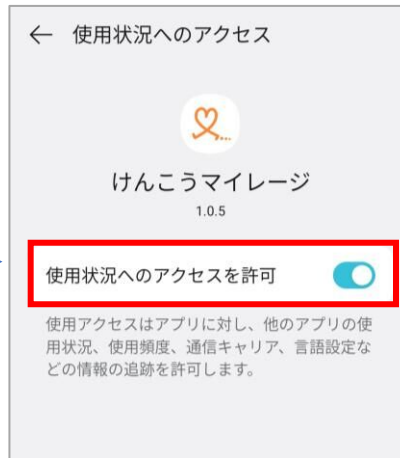 ← 使用状況へのアクセス
けんこうマイレージ
1.0.5
使用状況へのアクセスを許可
使用アクセスはアプリに対し、他のアプリの使
用状況、使用頻度、通信キャリア、言語設定な
どの情報の追跡を許可します。